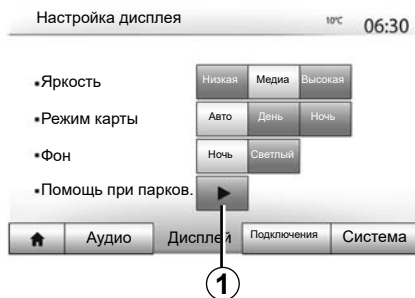 Настройка дисплея 10°C 06:30
▪Яркость Низкая Медиа Высокая
▪Режим карты Авто День Ночь
▪Фон Ночь Светлый
▪Помощь при парков.
Аудио Дисплей Подключения Система
1